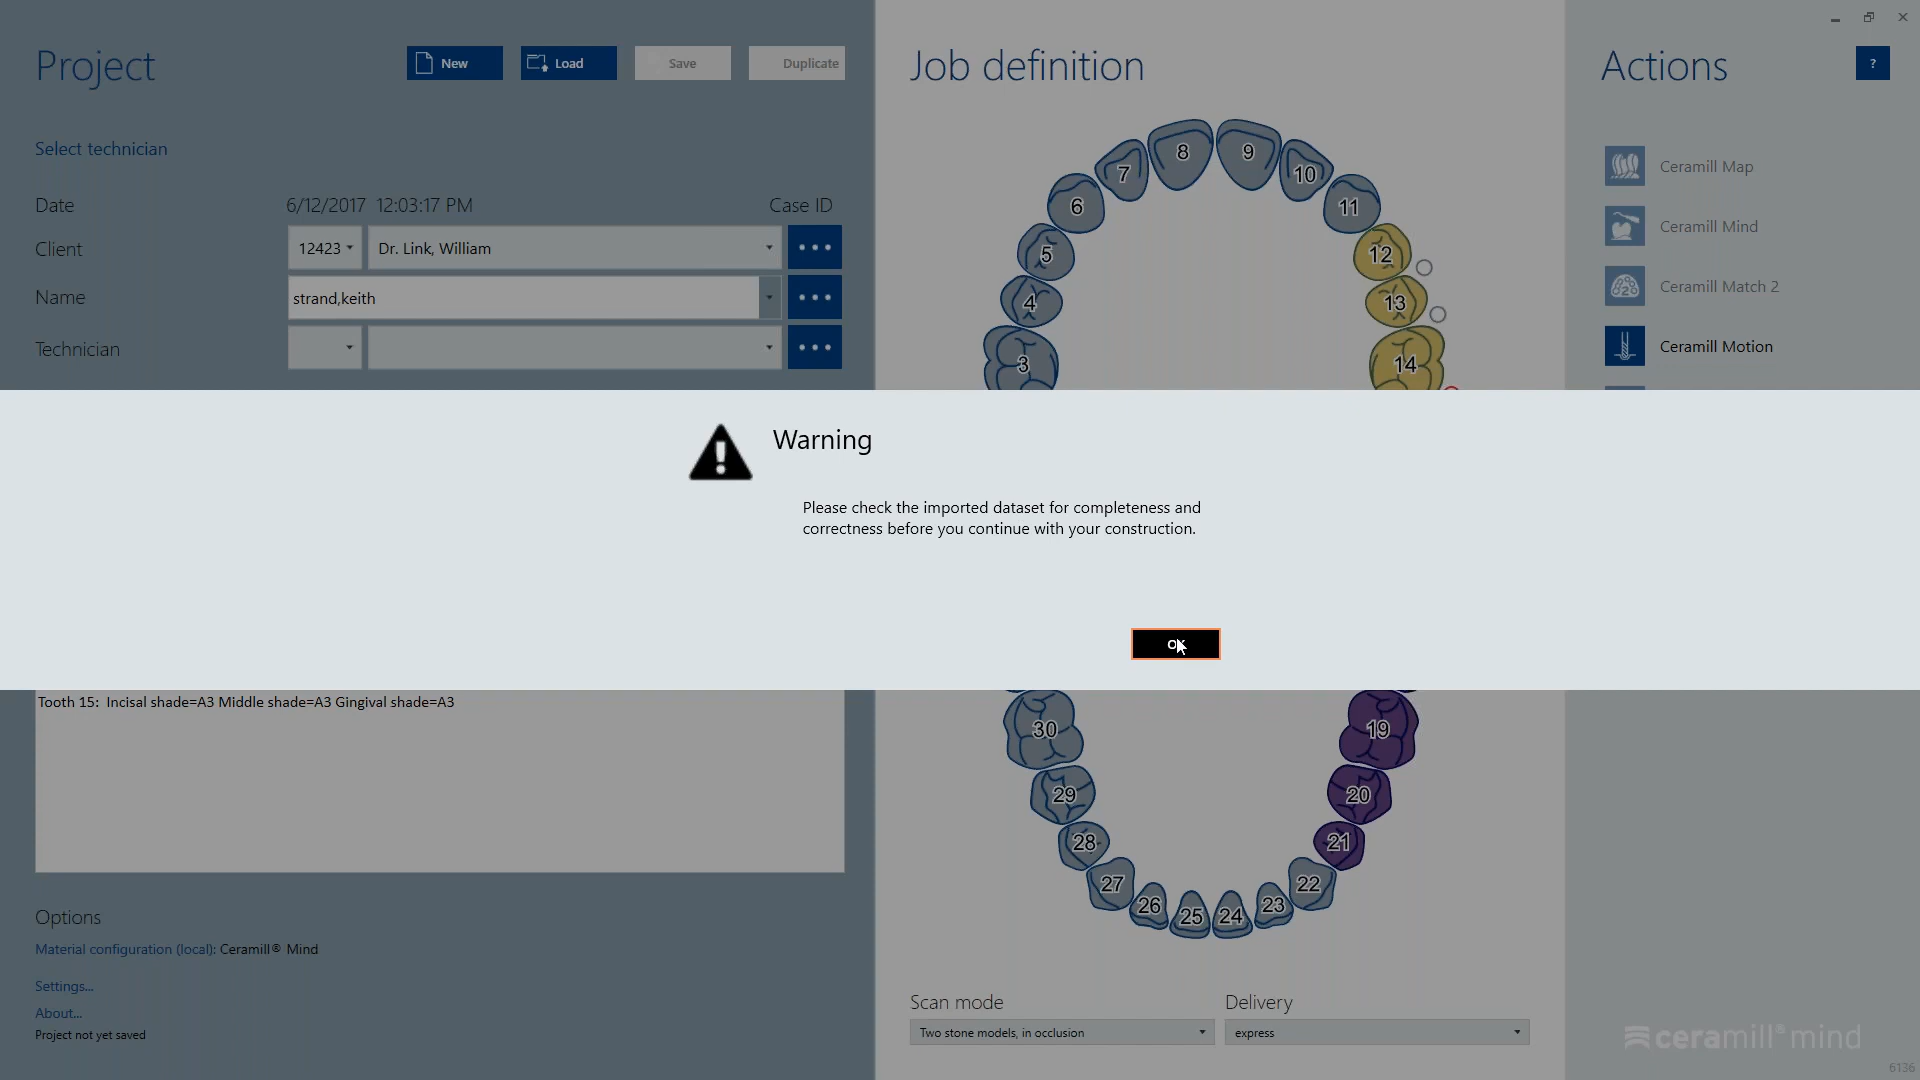 Project
New
Load
Save
Duplicate
Select technician
Date
6/12/2017 12:03:17 PM
Case ID
Client
12423
Dr. Link, William
Name
strand,keith
Technician
Job definition
8
9
7
10
6
11
5
12
4
13
3
14
Actions
?
Ceramill Map
Ceramill Mind
Ceramill Match 2
Ceramill Motion
Warning
Please check the imported dataset for completeness and
correctness before you continue with your construction.
OK
Tooth 15: Incisal shade=A3 Middle shade=A3 Gingival shade=A3
30
19
29
20
28
21
27
22
26
25
24
23
Options
Material configuration (local): Ceramill® Mind
Settings...
About...
Project not yet saved
Scan mode
Two stone models, in occlusion
Delivery
express
ceramill® mind
6136